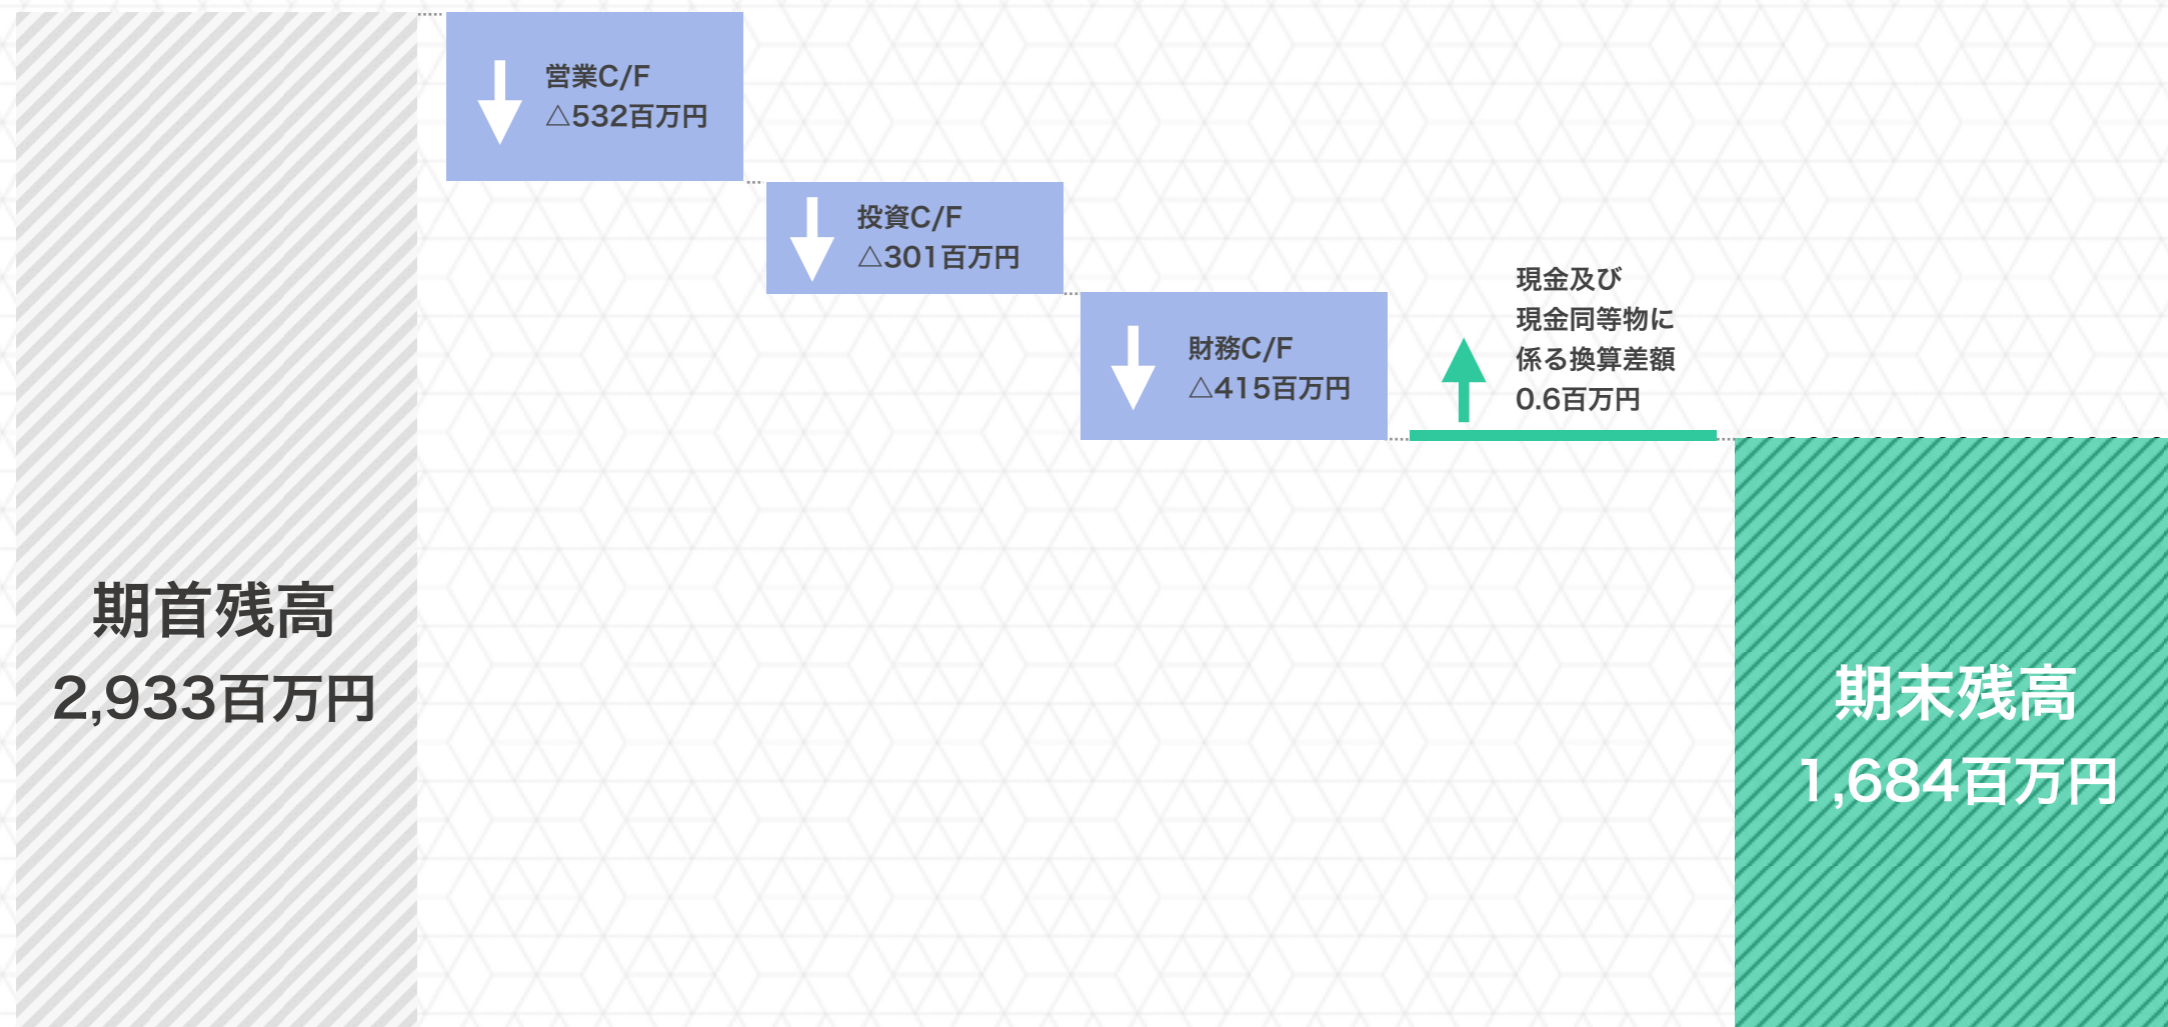 営業C/F
△532百万円
投資C/F
△301百万円
財務C/F
△415百万円
現金及び
現金同等物に
係る換算差額
0.6百万円
期首残高
2,933百万円
期末残高
1,684百万円